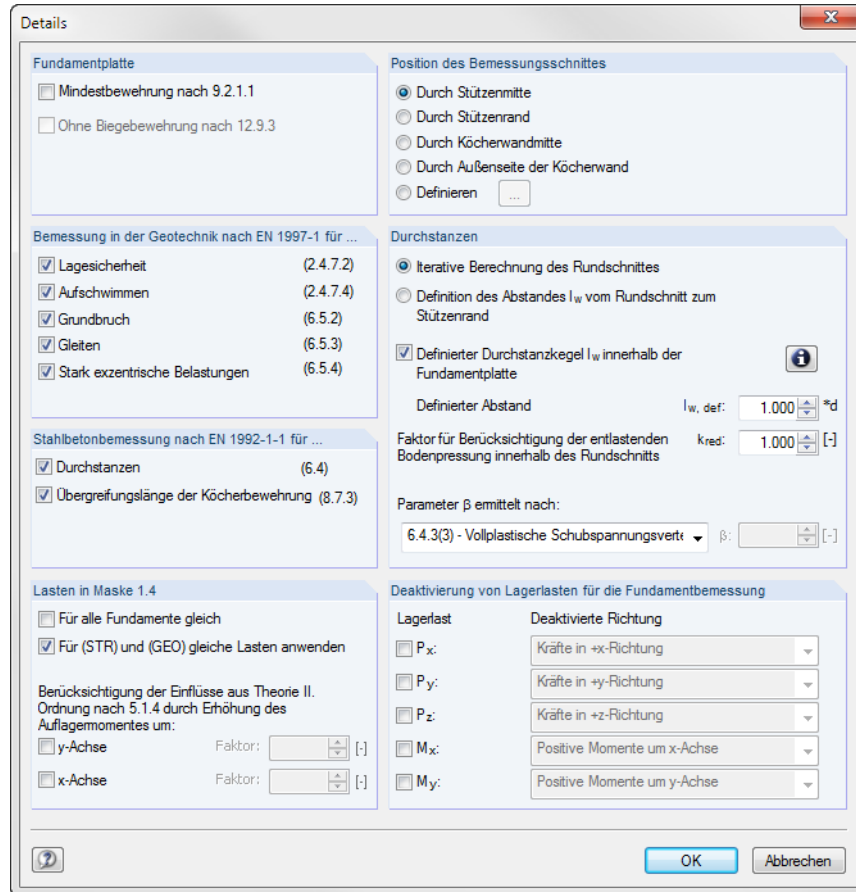 Details
Fundamentplatte
Mindestbewehrung nach 9.2.1.1
Ohne Biegebewehrung nach 12.9.3
Position des Bemessungsschnittes
Durch Stützenmitte
Durch Stützenrand
Durch Köcherwandmitte
Durch Außenseite der Köcherwand
Definieren ...
Bemessung in der Geotechnik nach EN 1997-1 für ...
Lagesicherheit (2.4.7.2)
Aufschwimmen (2.4.7.4)
Grundbruch (6.5.2)
Gleiten (6.5.3)
Stark exzentrische Belastungen (6.5.4)
Durchstanzen
Iterative Berechnung des Rundschnittes
Definition des Abstandes lw vom Rundschnitt zum
Stützenrand
Definierter Durchstanzkegel lw innerhalb der
Fundamentplatte
Definierter Abstand lw, def: 1.000 *d
Faktor für Berücksichtigung der entlastenden kred: 1.000 [-]
Bodenpressung innerhalb des Rundschnitts
Parameter β ermittelt nach:
6.4.3(3) - Vollplastische Schubspannungsverte β: [-]
Stahlbetonbemessung nach EN 1992-1-1 für ...
Durchstanzen (6.4)
Übergreifungslänge der Köcherbewehrung (8.7.3)
Lasten in Maske 1.4
Für alle Fundamente gleich
Für (STR) und (GEO) gleiche Lasten anwenden
Berücksichtigung der Einflüsse aus Theorie II.
Ordnung nach 5.1.4 durch Erhöhung des
Auflagermomentes um:
y-Achse Faktor: [-]
x-Achse Faktor: [-]
Deaktivierung von Lagerlasten für die Fundamentbemessung
Lagerlast Deaktivierte Richtung
Px: Kräfte in +x-Richtung
Py: Kräfte in +y-Richtung
Pz: Kräfte in +z-Richtung
Mx: Positive Momente um x-Achse
My: Positive Momente um y-Achse
OK Abbrechen